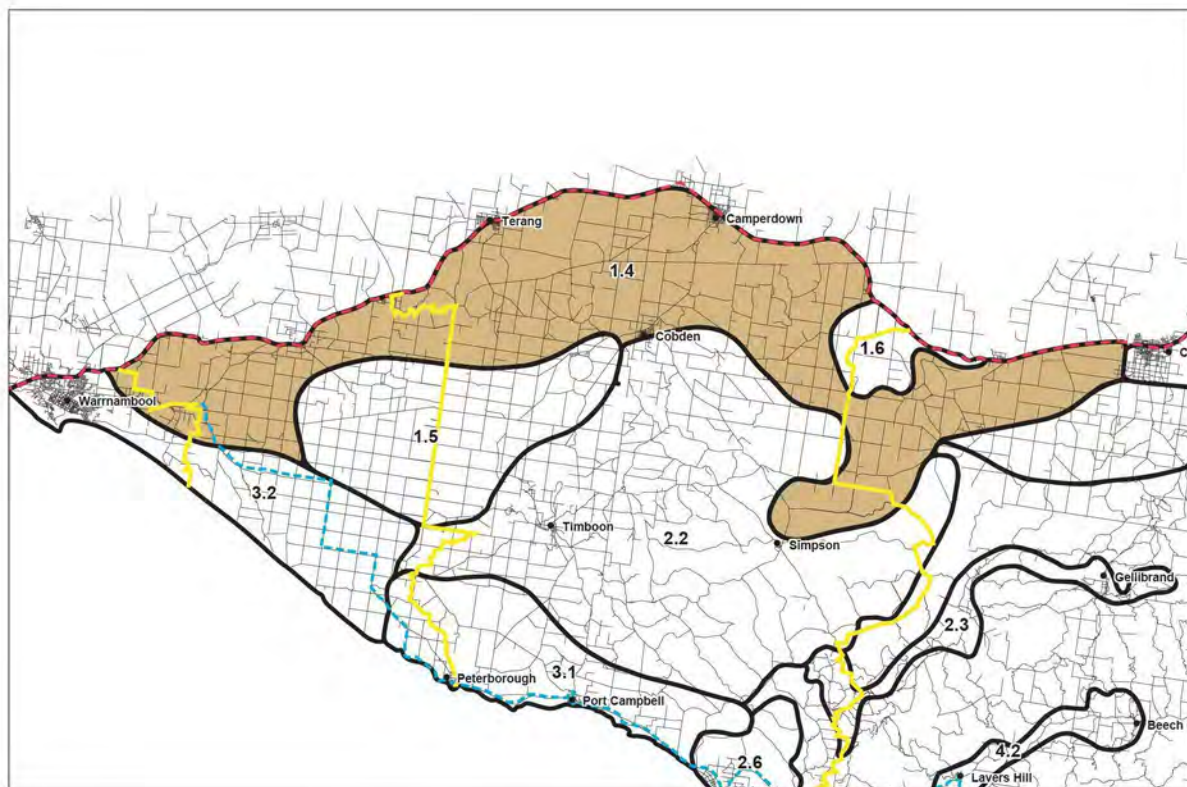 Terang
Camperdown
1.4
Cobden
1.6
C
Warrnambool
1.5
3.2
Timboon
2.2
Simpson
Gellibrand
2.3
3.1
Peterborough
Port Campbell
Beech
4.2
2.6
Lavers Hill